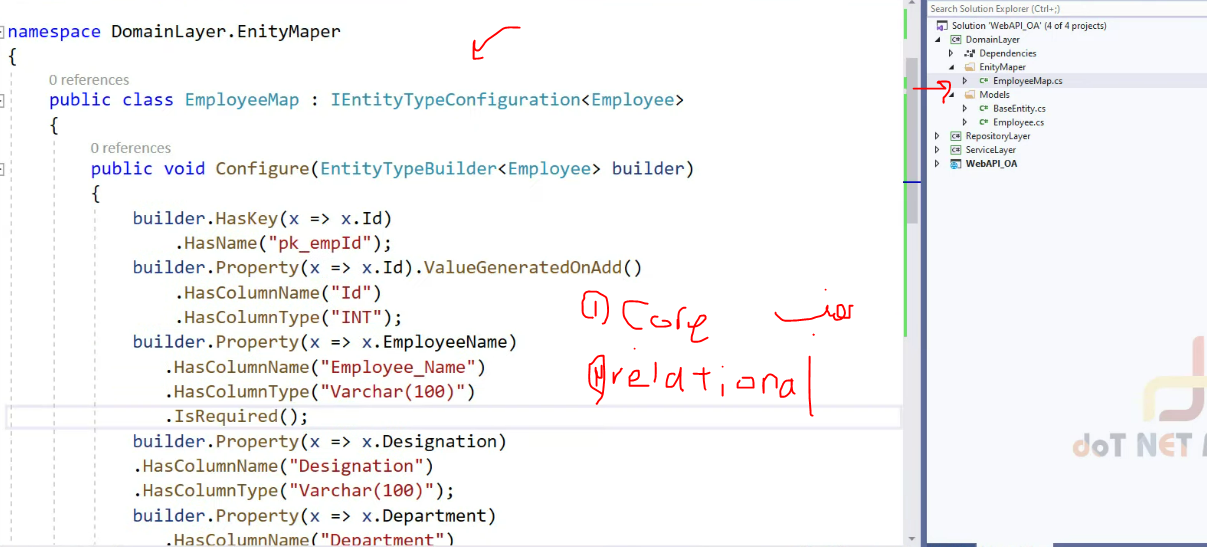 namespace DomainLayer.EnityMaper
{
0 references
public class EmployeeMap : IEntityTypeConfiguration<Employee>
{
0 references
public void Configure(EntityTypeBuilder<Employee> builder)
{
builder.HasKey(x => x.Id)
.HasName("pk_empId");
builder.Property(x => x.Id).ValueGeneratedOnAdd()
.HasColumnName("Id")
.HasColumnType("INT");
builder.Property(x => x.EmployeeName)
.HasColumnName("Employee_Name")
.HasColumnType("Varchar(100)")
.IsRequired();
builder.Property(x => x.Designation)
.HasColumnName("Designation")
.HasColumnType("Varchar(100)");
builder.Property(x => x.Department)
.HasColumnName("Department")
Core
relational
Search Solution Explorer (Ctrl+;)
Solution 'WebAPI_OA' (4 of 4 projects)
DomainLayer
Dependencies
EnityMaper
C# EmployeeMap.cs
Models
C# BaseEntity.cs
C# Employee.cs
RepositoryLayer
ServiceLayer
WebAPI_OA
doT NET